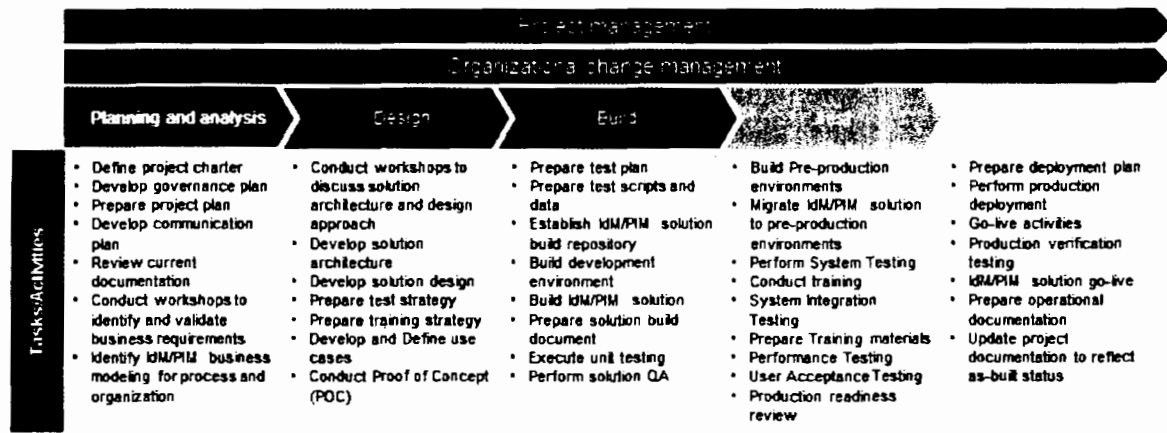 Project management
Organizational change management
Planning and analysis
Design
Build
Test
Tasks/Activities
• Define project charter
• Develop governance plan
• Prepare project plan
• Develop communication
plan
• Review current
documentation
• Conduct workshops to
identify and validate
business requirements
• Identify IdM/PIM business
modeling for process and
organization
• Conduct workshops to
discuss solution
architecture and design
approach
• Develop solution
architecture
• Develop solution design
• Prepare test strategy
• Prepare training strategy
• Develop and Define use
cases
• Conduct Proof of Concept
(POC)
• Prepare test plan
• Prepare test scripts and
data
• Establish IdM/PIM solution
build repository
• Build development
environment
• Build IdM/PIM solution
• Prepare solution build
document
• Execute unit testing
• Perform solution QA
• Build Pre-production
environments
• Migrate IdM/PIM solution
to pre-production
environments
• Perform System Testing
• Conduct training
• System Integration
Testing
• Prepare Training materials
• Performance Testing
• User Acceptance Testing
• Production readiness
review
• Prepare deployment plan
• Perform production
deployment
• Go-live activities
• Production verification
testing
• IdM/PIM solution go-live
• Prepare operational
documentation
• Update project
documentation to reflect
as-built status